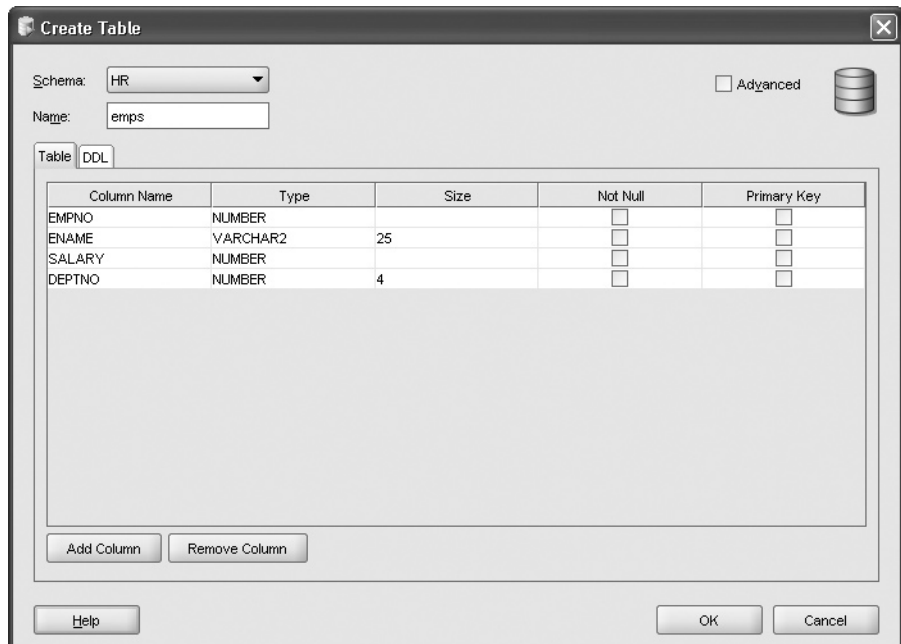 Create Table
Schema: HR Advanced
Name: emps
Table DDL
Column Name Type Size Not Null Primary Key
EMPNO NUMBER
ENAME VARCHAR2 25
SALARY NUMBER
DEPTNO NUMBER 4
Add Column Remove Column
Help OK Cancel